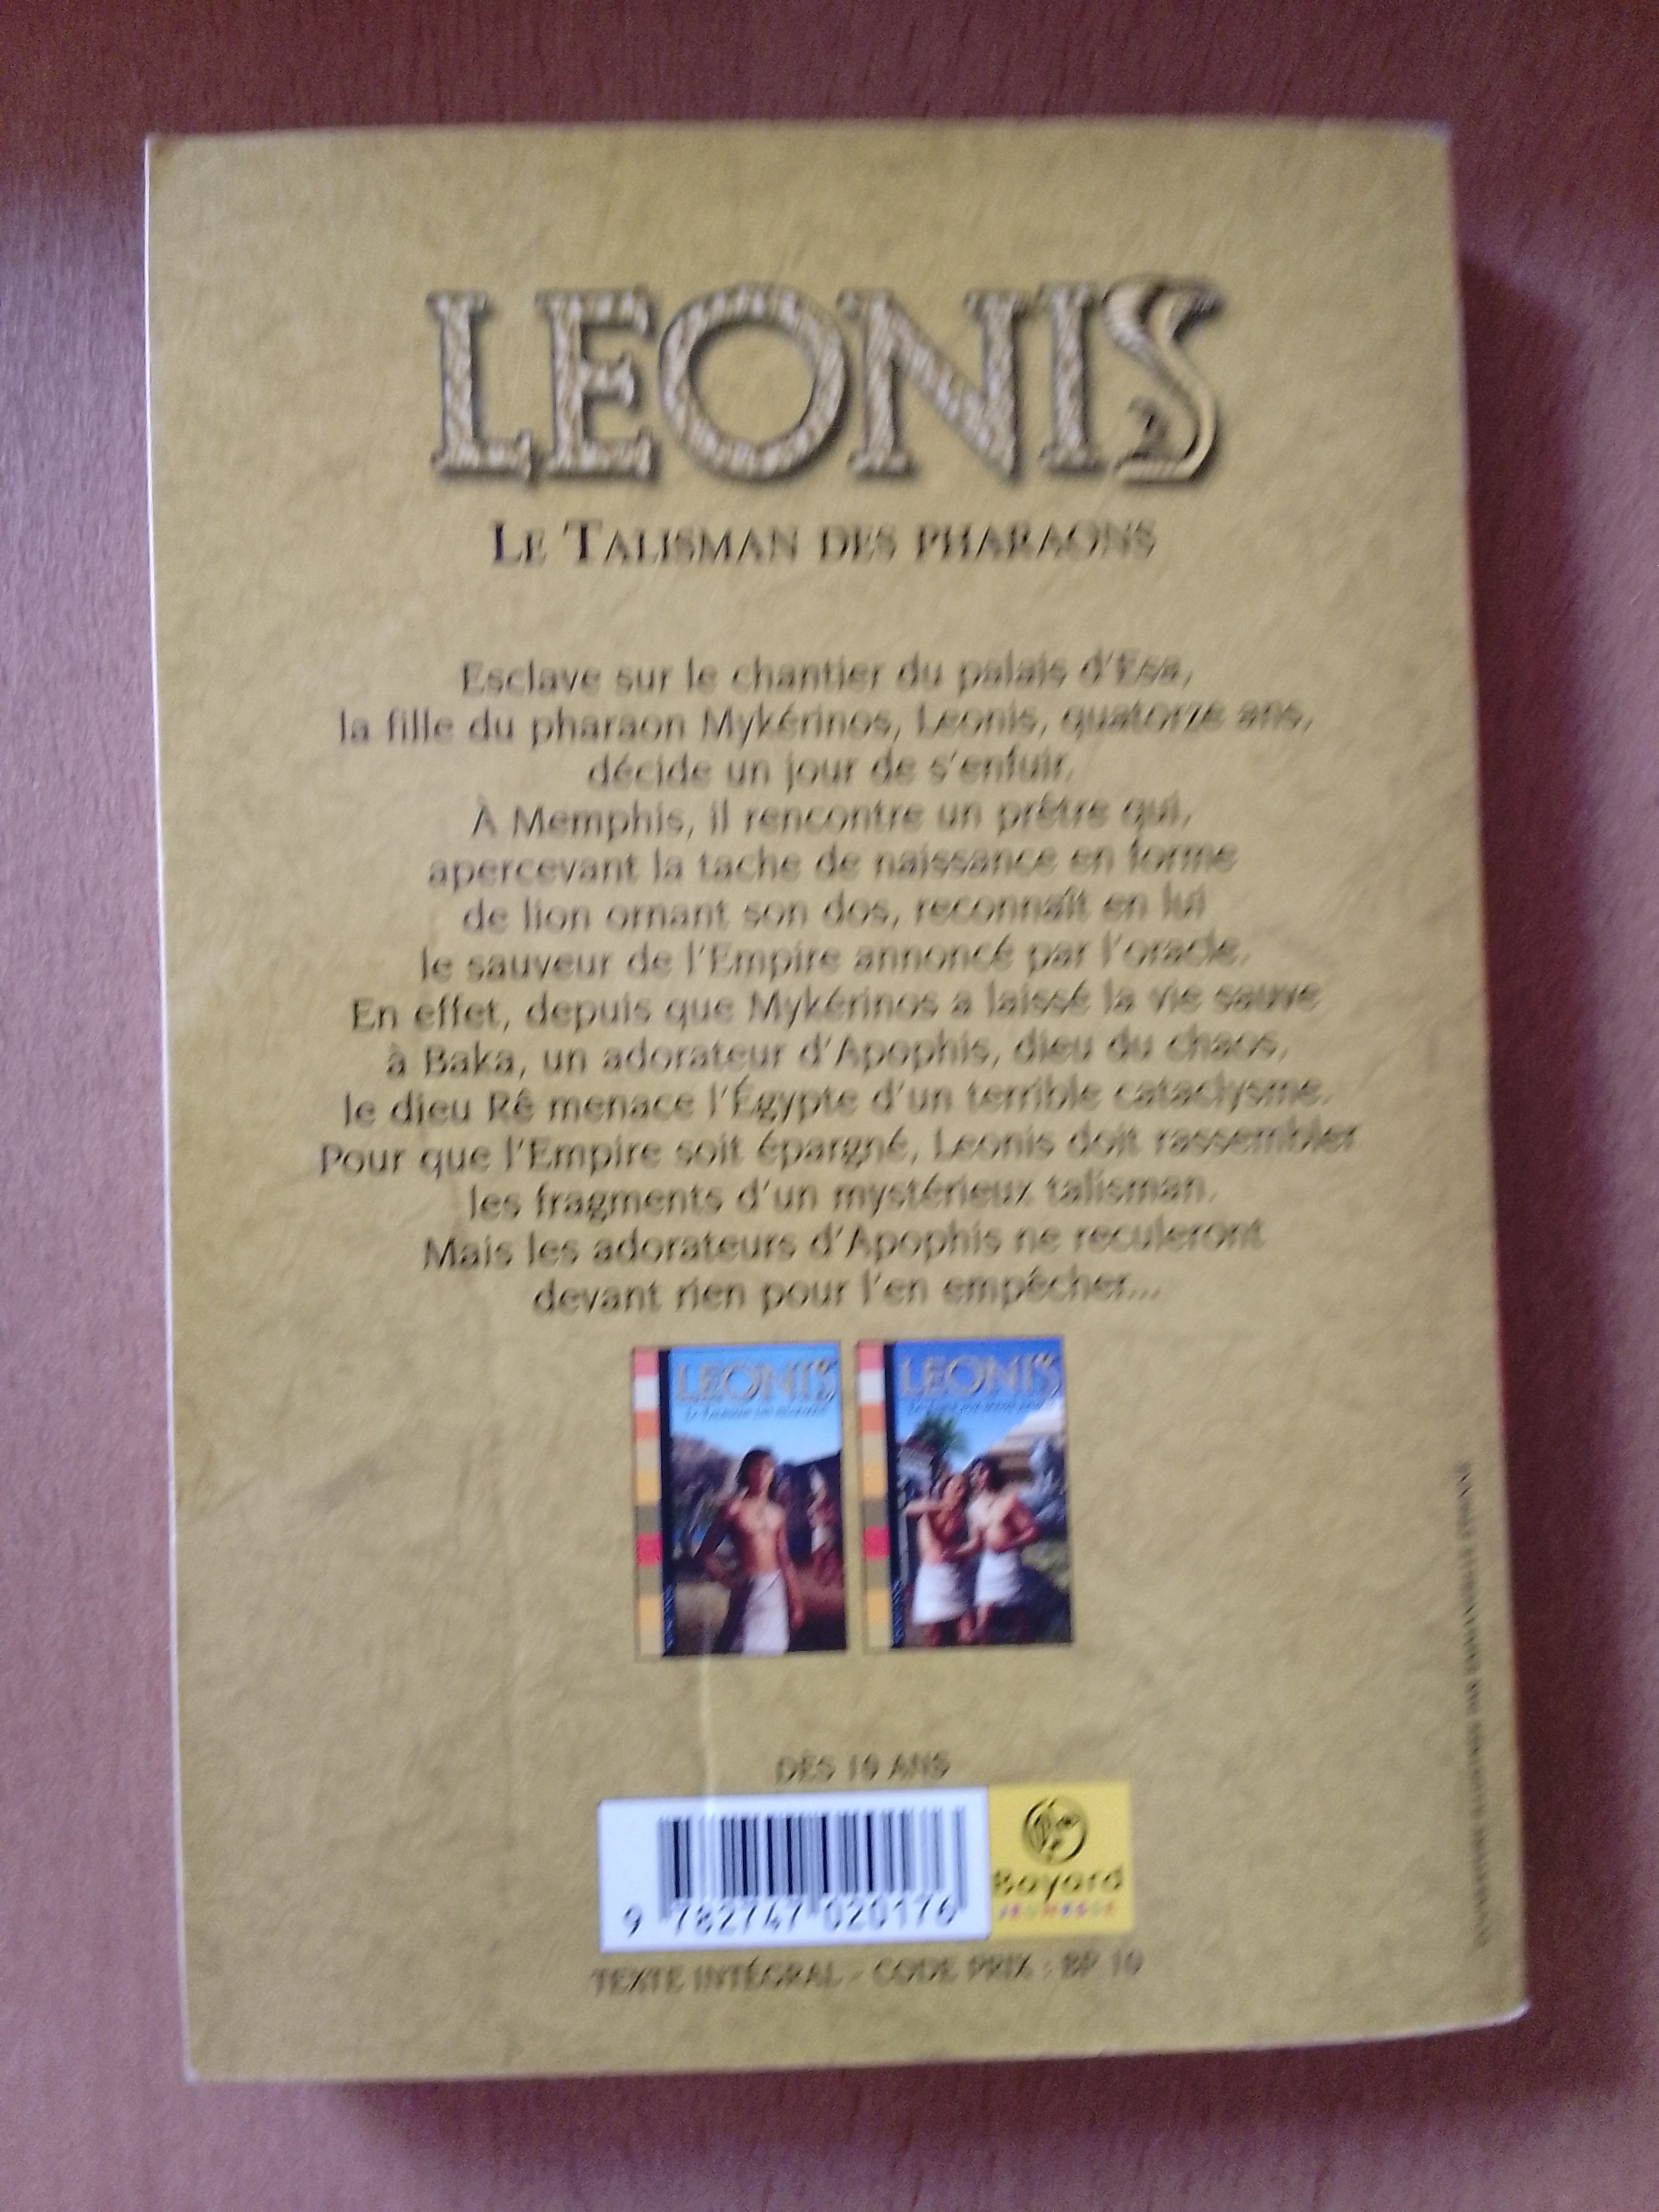 LEONIS
LE TALISMAN DES PHARAONS
Esclave sur le chantier du palais d'Esa,
la fille du pharaon Mykérinos, Leonis, quatorze ans,
décide un jour de s'enfuir.
À Memphis, il rencontre un prêtre qui,
apercevant la tache de naissance en forme
de lion ornant son dos, reconnaît en lui
le sauveur de l'Empire annoncé par l'oracle.
En effet, depuis que Mykérinos a laissé la vie sauve
à Baka, un adorateur d'Apophis, dieu du chaos,
le dieu Rê menace l'Égypte d'un terrible cataclysme.
Pour que l'Empire soit épargné, Leonis doit rassembler
les fragments d'un mystérieux talisman.
Mais les adorateurs d'Apophis ne reculeront
devant rien pour l'en empêcher...
LEONIS
LEONIS
DÈS 10 ANS
9 782747 020176
Bayard
JEUNESSE
TEXTE INTÉGRAL - CODE PRIX : BP 10